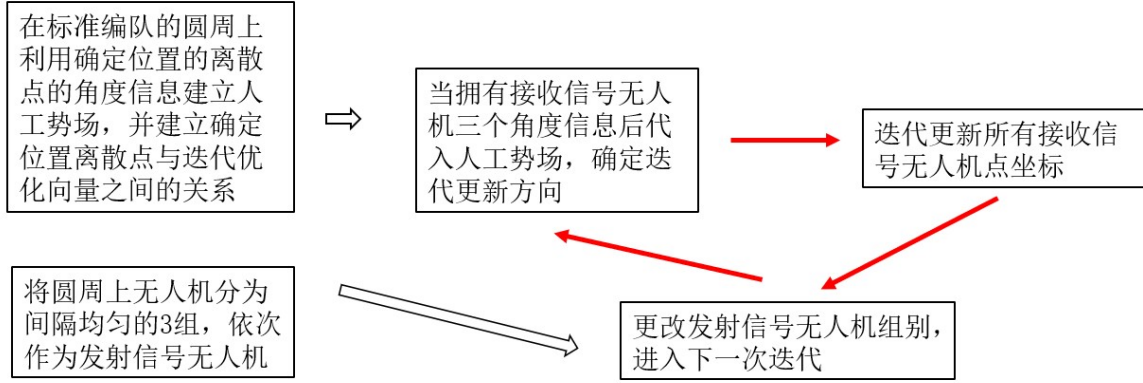 在标准编队的圆周上
利用确定位置的离散
点的角度信息建立人
工势场，并建立确定
位置离散点与迭代优
化向量之间的关系
当拥有接收信号无人
机三个角度信息后代
入人工势场，确定迭
代更新方向
迭代更新所有接收信
号无人机点坐标
将圆周上无人机分为
间隔均匀的3组，依次
作为发射信号无人机
更改发射信号无人机组别，
进入下一次迭代